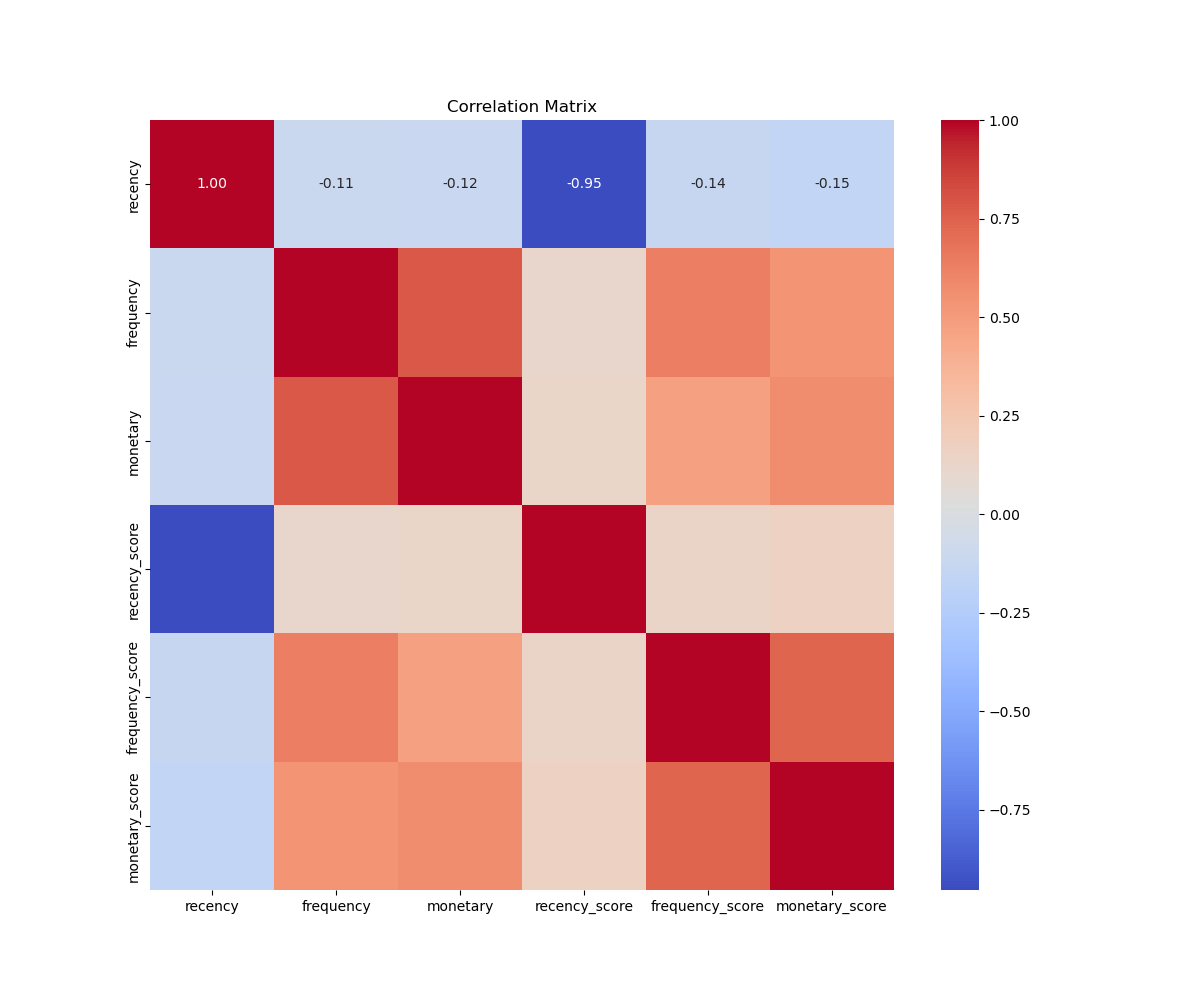 Correlation Matrix
recency
1.00 -0.11 -0.12 -0.95 -0.14 -0.15
frequency
monetary
recency_score
frequency_score
monetary_score
recency frequency monetary recency_score frequency_score monetary_score
1.00
0.75
0.50
0.25
0.00
−0.25
−0.50
−0.75